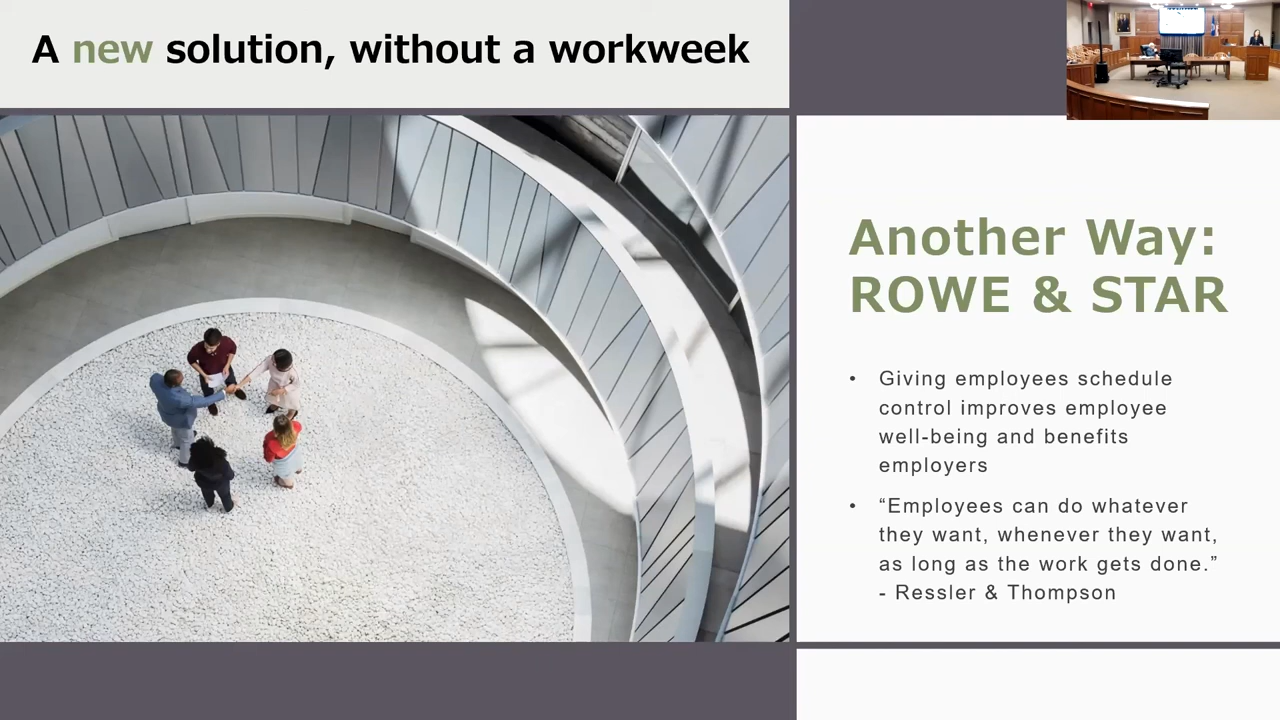 A new solution, without a workweek
Another Way:
ROWE & STAR
• Giving employees schedule
control improves employee
well-being and benefits
employers
• “Employees can do whatever
they want, whenever they want,
as long as the work gets done.”
- Ressler & Thompson